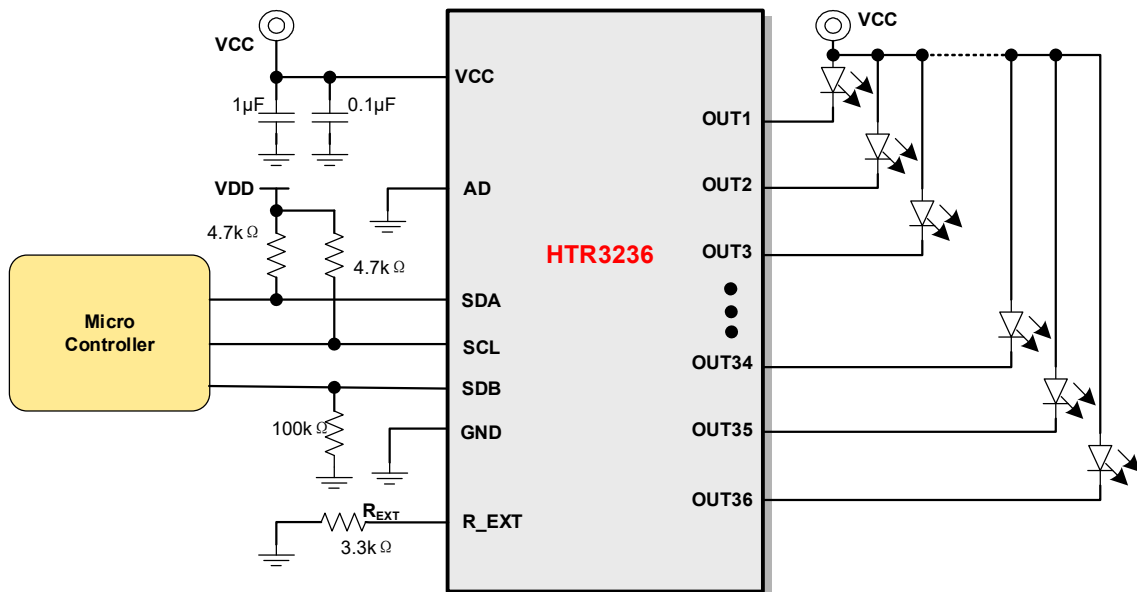 VCC
VCC
VCC
1μF
0.1μF
OUT1
VDD
AD
OUT2
4.7kΩ
4.7kΩ
HTR3236
OUT3
SDA
Micro
Controller
SCL
OUT34
SDB
100kΩ
GND
OUT35
OUT36
REXT
R_EXT
3.3kΩ